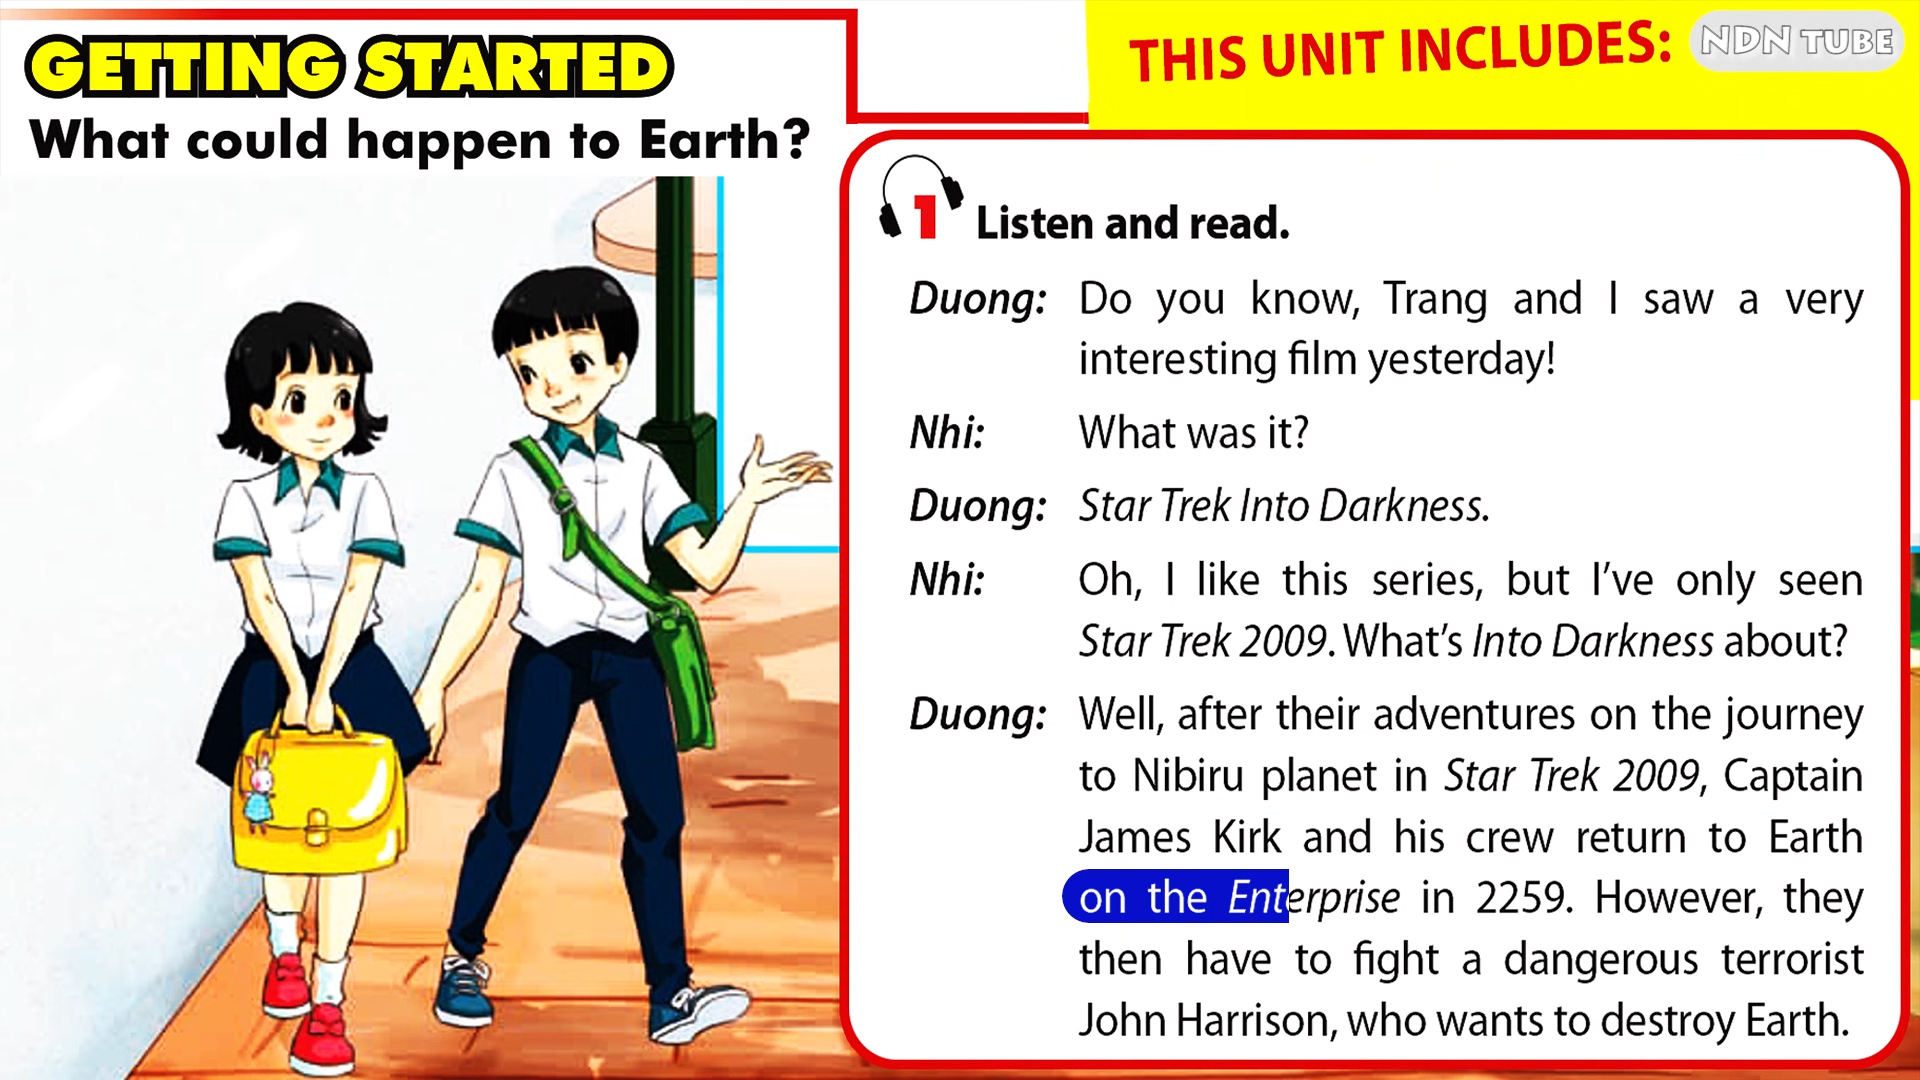 GETTING STARTED
What could happen to Earth?
THIS UNIT INCLUDES:
NDN TUBE
1 Listen and read.
Duong: Do you know, Trang and I saw a very
interesting film yesterday!
Nhi: What was it?
Duong: Star Trek Into Darkness.
Nhi: Oh, I like this series, but I’ve only seen
Star Trek 2009. What’s Into Darkness about?
Duong: Well, after their adventures on the journey
to Nibiru planet in Star Trek 2009, Captain
James Kirk and his crew return to Earth
on the Enterprise in 2259. However, they
then have to fight a dangerous terrorist
John Harrison, who wants to destroy Earth.